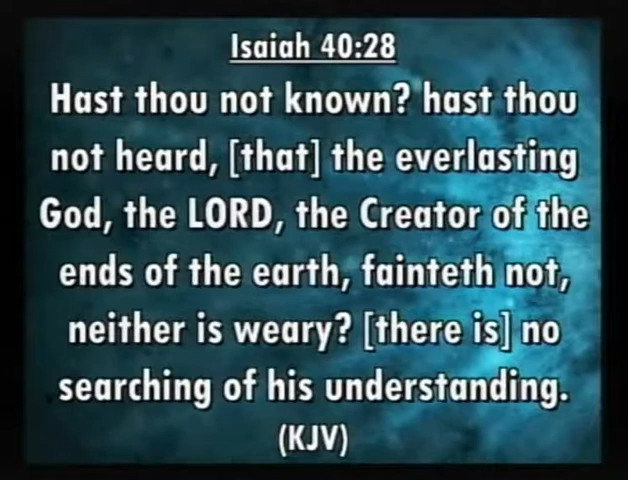 Isaiah 40:28
Hast thou not known? hast thou
not heard, [that] the everlasting
God, the LORD, the Creator of the
ends of the earth, fainteth not,
neither is weary? [there is] no
searching of his understanding.
(KJV)